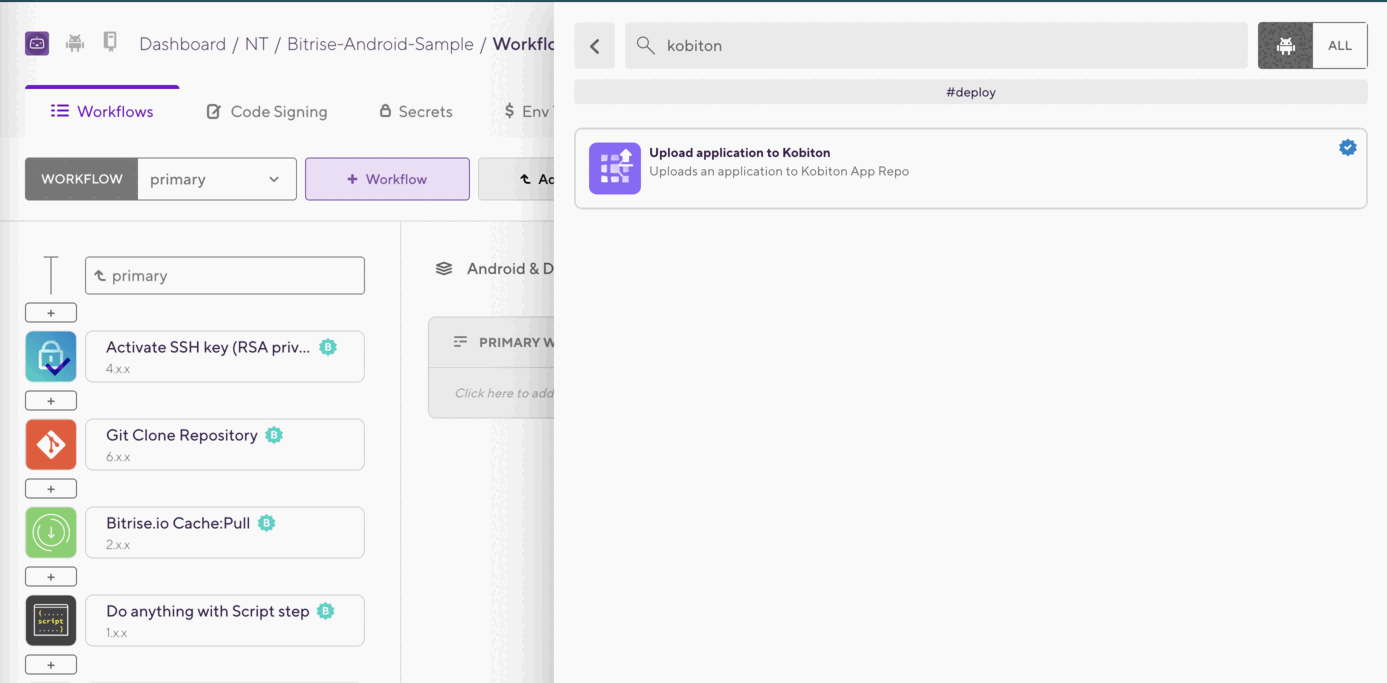 Dashboard / NT / Bitrise-Android-Sample / Workflo
Workflows
Code Signing
Secrets
$ Env
WORKFLOW
primary
+ Workflow
primary
+
Activate SSH key (RSA priv...
B
4.x.x
+
Git Clone Repository
B
6.x.x
+
Bitrise.io Cache:Pull
B
2.x.x
+
Do anything with Script step
B
1.x.x
script
+
Android & D
PRIMARY W
Click here to add
kobiton
ALL
#deploy
Upload application to Kobiton
Uploads an application to Kobiton App Repo